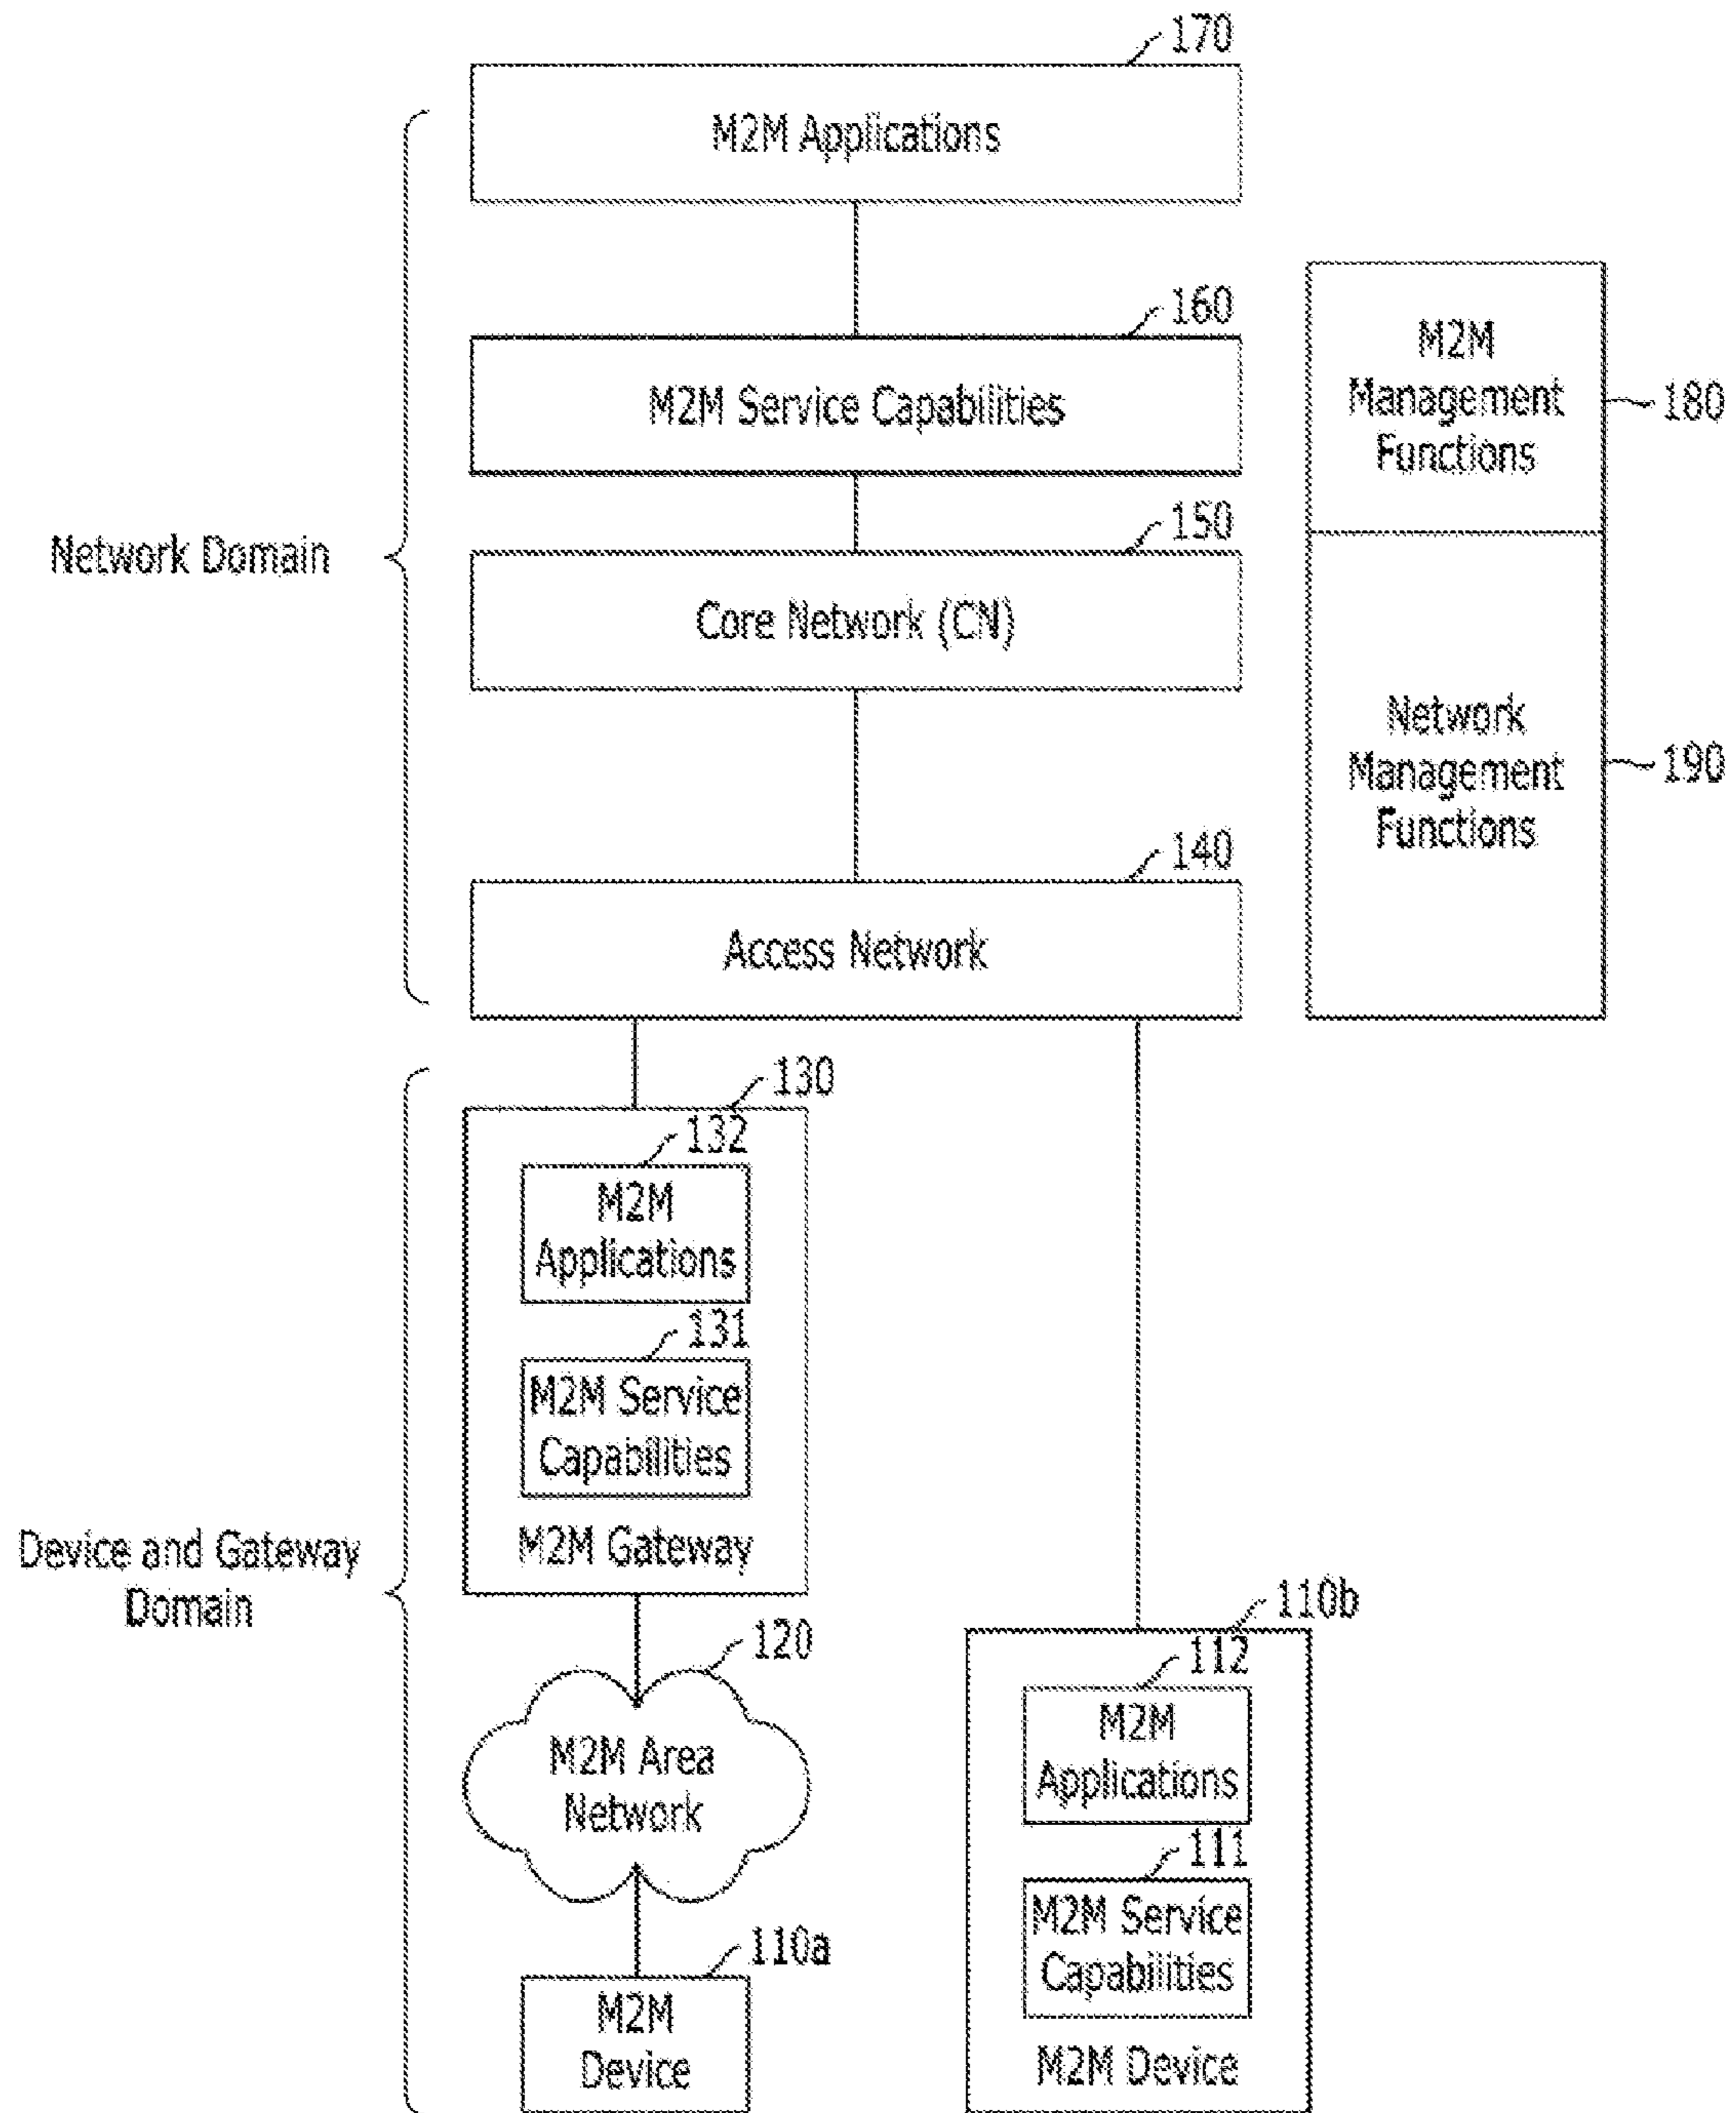 170
M2M Applications
160
M2M Service Capabilities
M2M
Management
Functions
180
Network Domain
150
Core Network (CN)
Network
Management
Functions
190
140
Access Network
130
132
M2M
Applications
131
M2M Service
Capabilities
M2M Gateway
Device and Gateway
Domain
120
M2M Area
Network
110a
M2M
Device
110b
112
M2M
Applications
111
M2M Service
Capabilities
M2M Device